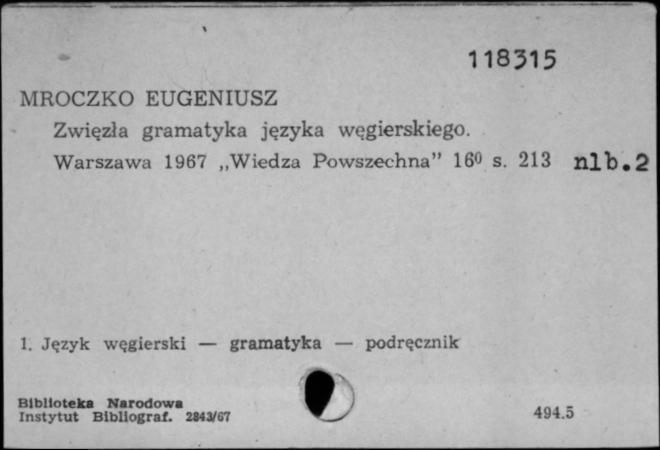 118315
MROCZKO EUGENIUSZ
Zwięzła gramatyka języka węgierskiego.
Warszawa 1967 „Wiedza Powszechna” 16⁰ s. 213 nlb.2
1. Język węgierski — gramatyka — podręcznik
Biblioteka Narodowa
Instytut Bibliograf. 2843/67
494.5